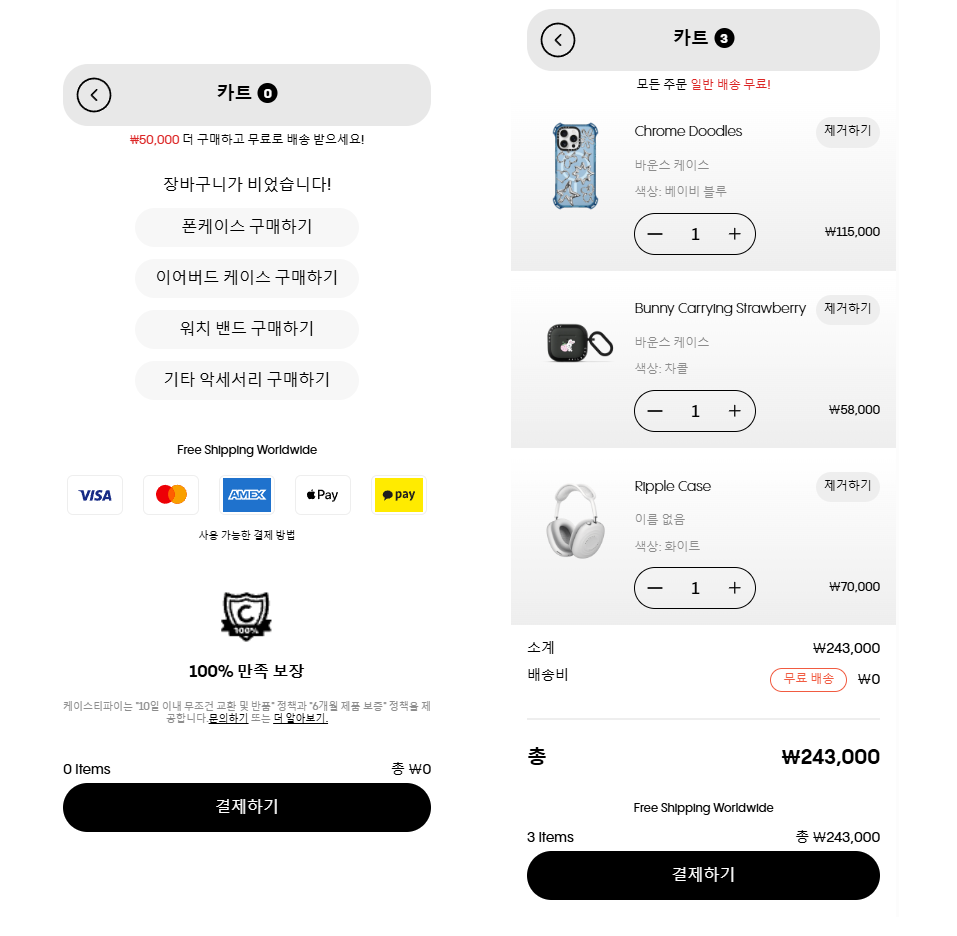 카트 0
₩50,000 더 구매하고 무료로 배송 받으세요!
장바구니가 비었습니다!
폰케이스 구매하기
이어버드 케이스 구매하기
워치 밴드 구매하기
기타 악세서리 구매하기
Free Shipping Worldwide
VISA
AMEX
Pay
pay
사용 가능한 결제 방법
C
100%
100% 만족 보장
케이스티파이는 "10일 이내 무조건 교환 및 반품" 정책과 "6개월 제품 보증" 정책을 제
공합니다.문의하기 또는 더 알아보기.
0 Items
총 ₩0
결제하기
카트 3
모든 주문 일반 배송 무료!
Chrome Doodles
제거하기
바운스 케이스
색상: 베이비 블루
1
₩115,000
Bunny Carrying Strawberry
제거하기
바운스 케이스
색상: 차콜
1
₩58,000
Ripple Case
제거하기
이름 없음
색상: 화이트
1
₩70,000
소계
₩243,000
배송비
무료 배송 ₩0
총
₩243,000
Free Shipping Worldwide
3 Items
총 ₩243,000
결제하기